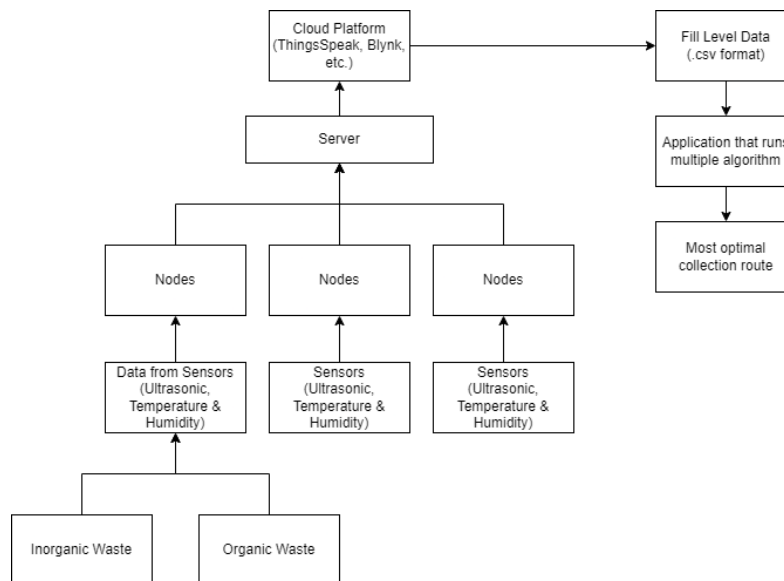 Cloud Platform
(ThingsSpeak, Blynk,
etc.)
Fill Level Data
(.csv format)
Server
Application that runs
multiple algorithm
Most optimal
collection route
Nodes
Nodes
Nodes
Data from Sensors
(Ultrasonic,
Temperature &
Humidity)
Sensors
(Ultrasonic,
Temperature &
Humidity)
Sensors
(Ultrasonic,
Temperature &
Humidity)
Inorganic Waste
Organic Waste